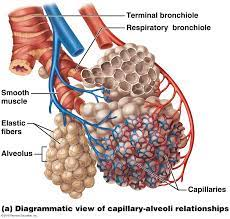 Terminal bronchiole
Respiratory bronchiole
Smooth
muscle
Elastic
fibers
Alveolus
Capillaries
(a) Diagrammatic view of capillary-alveoli relationships